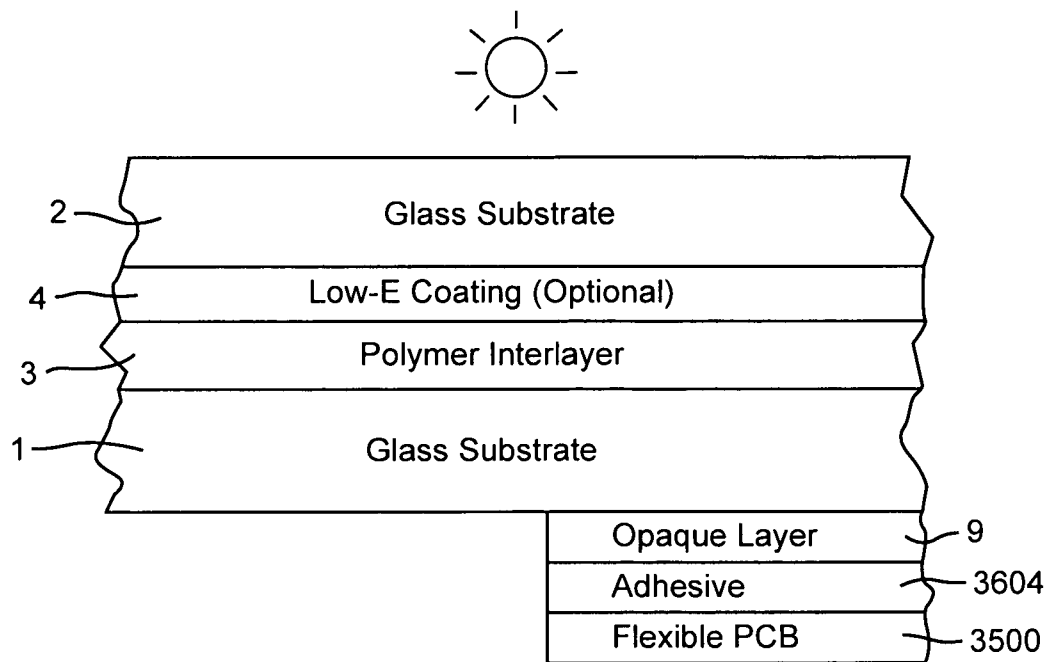 2
Glass Substrate
4
Low-E Coating (Optional)
3
Polymer Interlayer
1
Glass Substrate
Opaque Layer
9
Adhesive
3604
Flexible PCB
3500